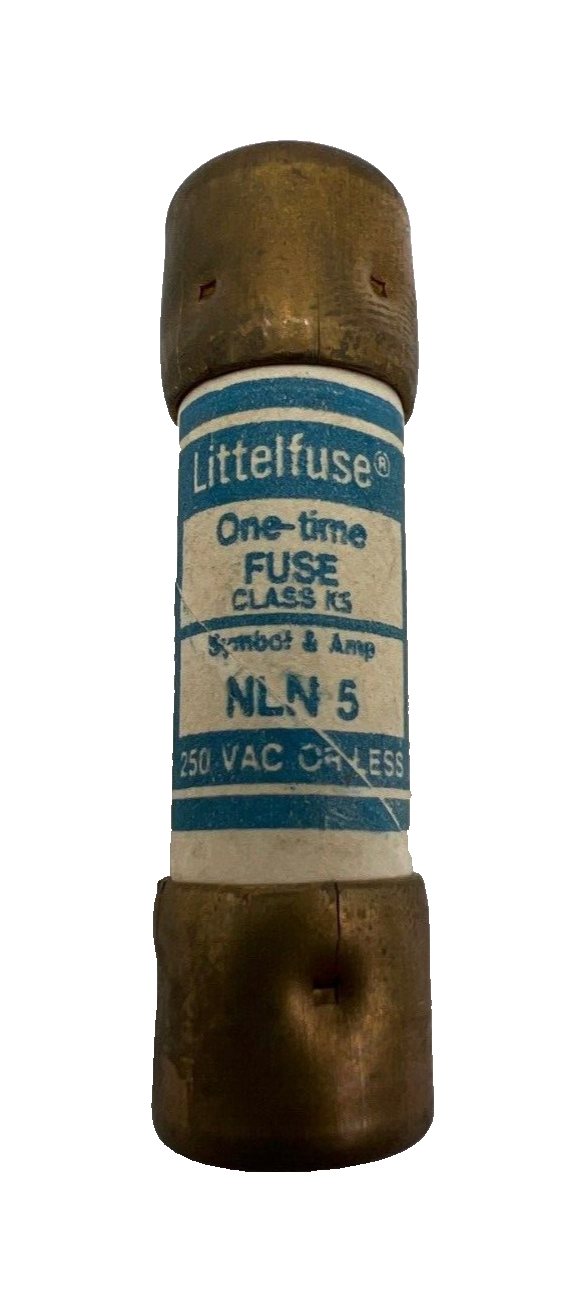 Littelfuse®
One-time
FUSE
CLASS K5
Symbol & Amp
NLN 5
250 VAC OR LESS